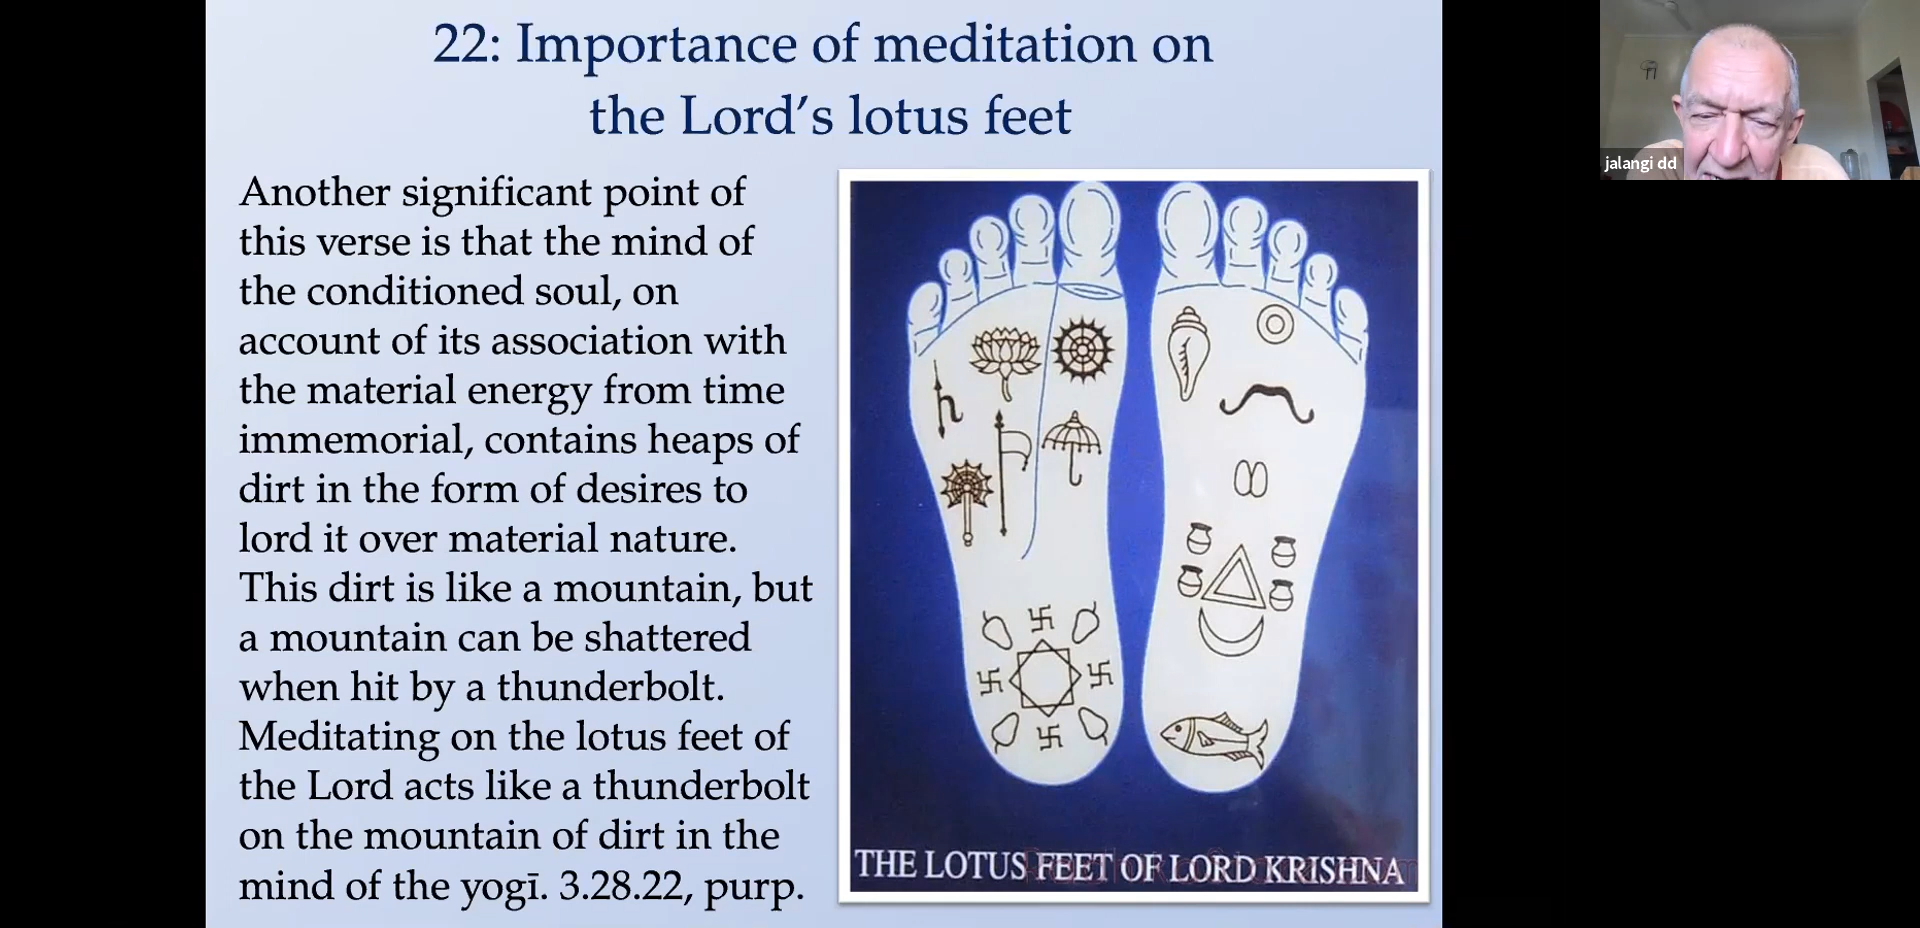 22: Importance of meditation on
the Lord’s lotus feet
Another significant point of
this verse is that the mind of
the conditioned soul, on
account of its association with
the material energy from time
immemorial, contains heaps of
dirt in the form of desires to
lord it over material nature.
This dirt is like a mountain, but
a mountain can be shattered
when hit by a thunderbolt.
Meditating on the lotus feet of
the Lord acts like a thunderbolt
on the mountain of dirt in the
mind of the yogī. 3.28.22, purp.
THE LOTUS FEET OF LORD KRISHNA
jalangi dd